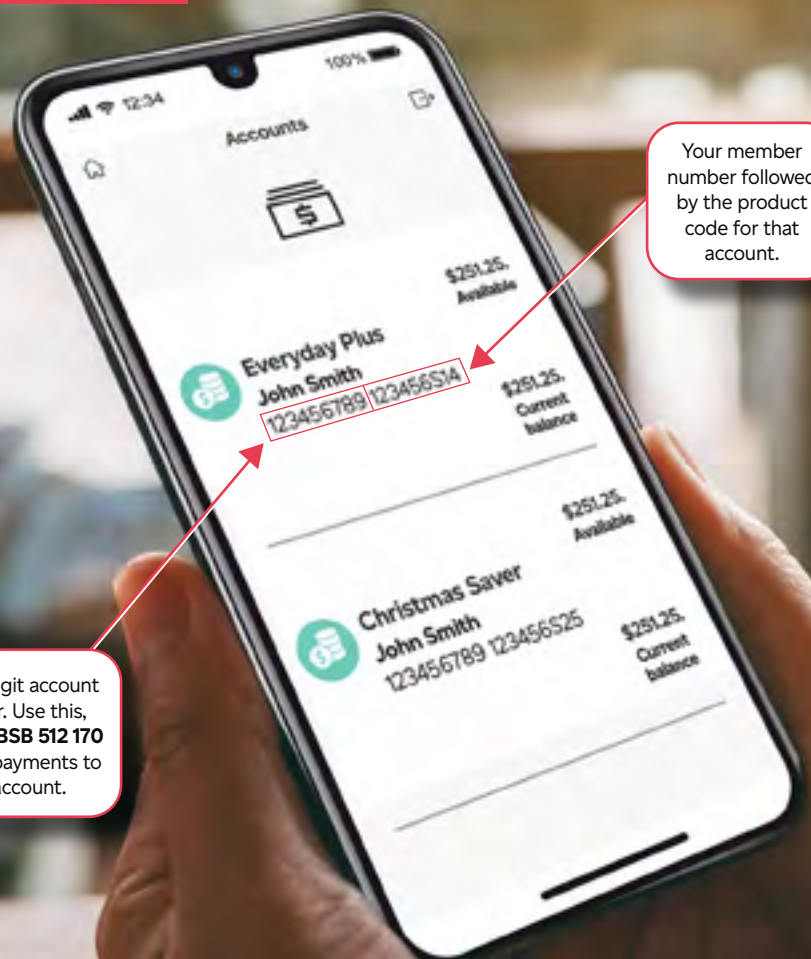 12:34
100%
Accounts
$
$251.25.
Available
Everyday Plus
John Smith
123456789 123456S14
$251.25.
Current
balance
$251.25.
Available
Christmas Saver
John Smith
123456789 123456S25
$251.25.
Current
balance
Your member
number followed
by the product
code for that
account.
git account
r. Use this,
BSB 512 170
payments to
account.